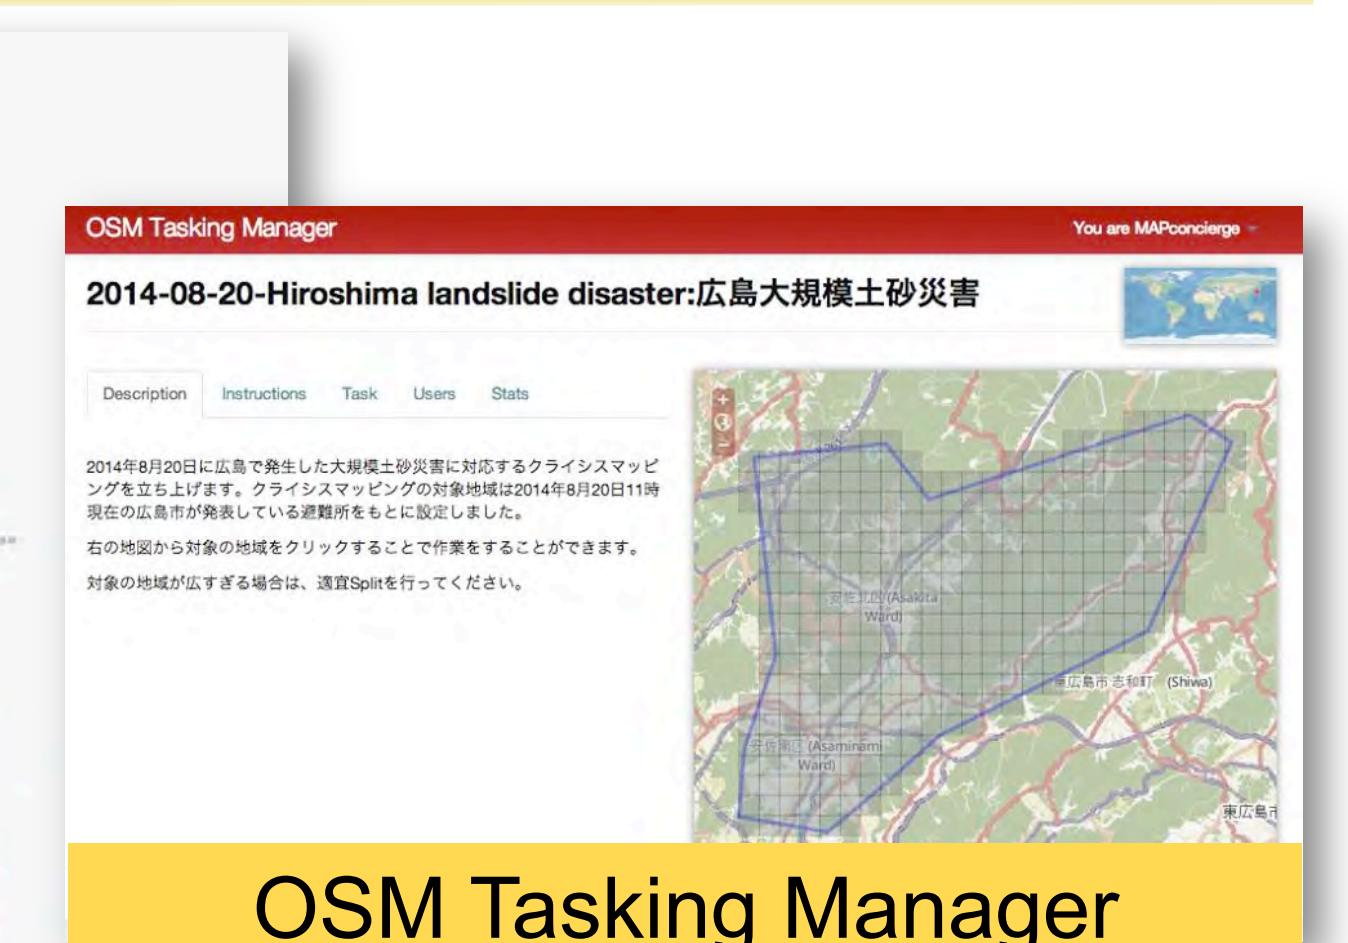 OSM Tasking Manager
You are MAPconcierge
2014-08-20-Hiroshima landslide disaster:広島大規模土砂災害
Description Instructions Task Users Stats
2014年8月20日に広島で発生した大規模土砂災害に対応するクライシスマッピ
ングを立ち上げます。クライシスマッピングの対象地域は2014年8月20日11時
現在の広島市が発表している避難所をもとに設定しました。
右の地図から対象の地域をクリックすることで作業をすることができます。
対象の地域が広すぎる場合は、適宜Splitを行ってください。
安佐北区 (Asakita
Ward)
東広島市 志和町 (Shiwa)
安佐南区 (Asaminami
Ward)
東広島市
OSM Tasking Manager